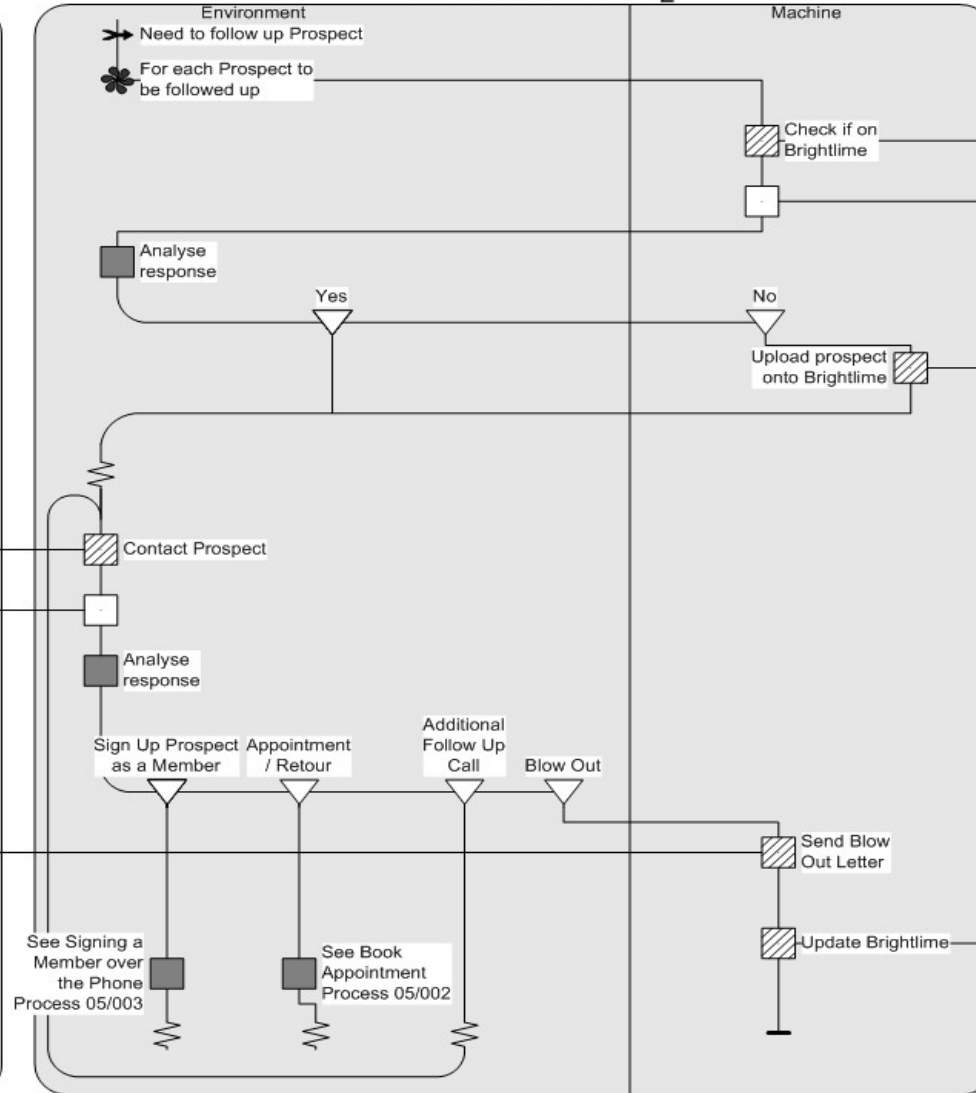 Environment
Machine
Need to follow up Prospect
For each Prospect to
be followed up
Check if on
Brightlime
Analyse
response
Yes
No
Upload prospect
onto Brightlime
Contact Prospect
Analyse
response
Sign Up Prospect
as a Member
Appointment
/ Retour
Additional
Follow Up
Call
Blow Out
Send Blow
Out Letter
See Signing a
Member over
the Phone
Process 05/003
See Book
Appointment
Process 05/002
Update Brightlime